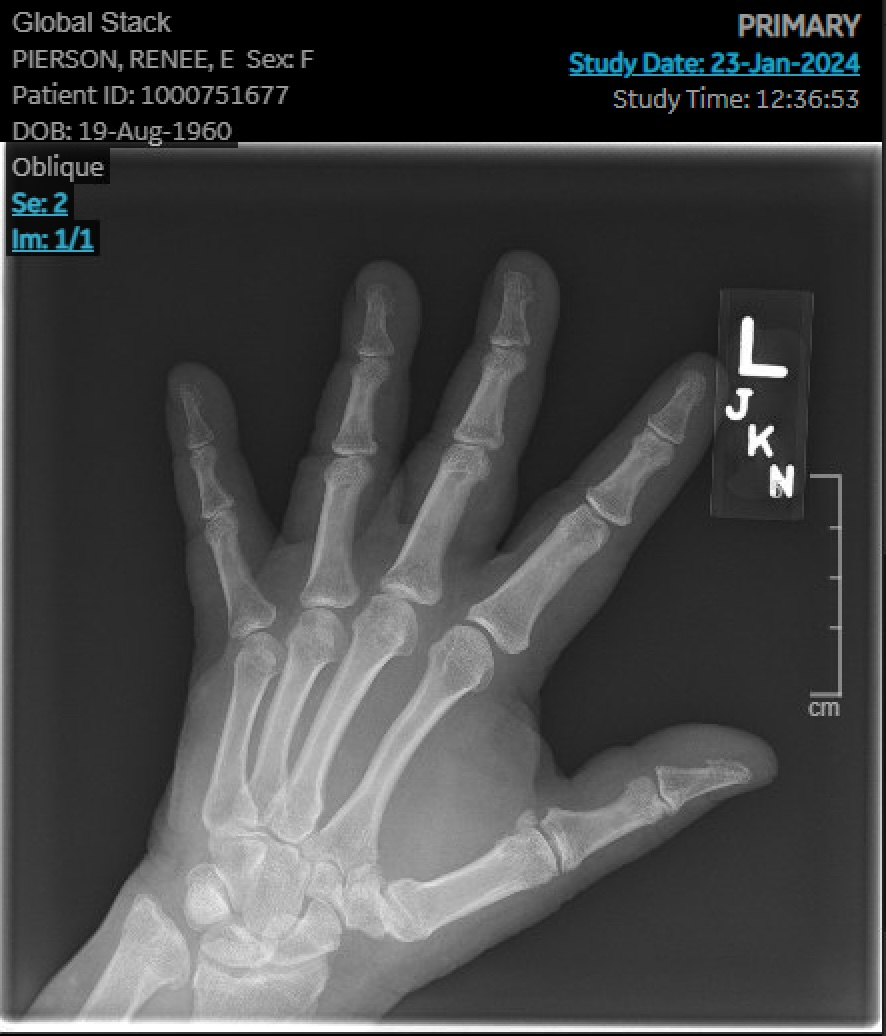 Global Stack
PIERSON, RENEE, E Sex: F
Patient ID: 1000751677
DOB: 19-Aug-1960
Oblique
Se: 2
Im: 1/1
PRIMARY
Study Date: 23-Jan-2024
Study Time: 12:36:53
L
J
K
N
cm